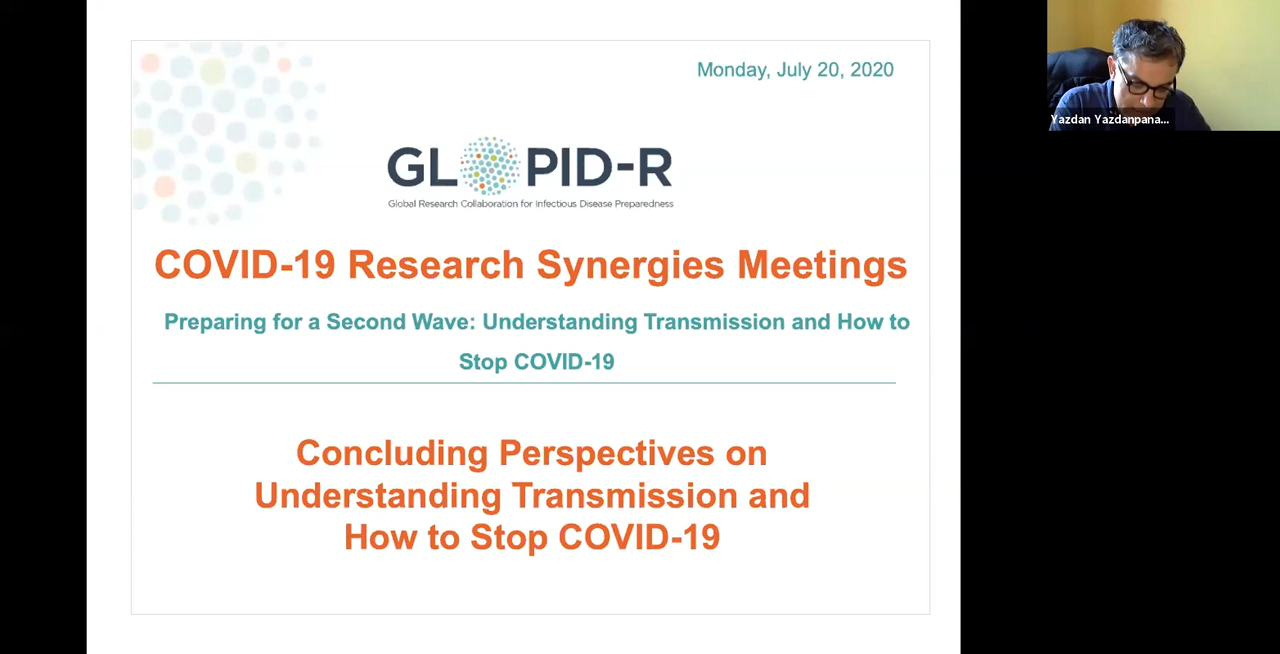 Monday, July 20, 2020
GLOPID-R
Global Research Collaboration for Infectious Disease Preparedness
COVID-19 Research Synergies Meetings
Preparing for a Second Wave: Understanding Transmission and How to
Stop COVID-19
Concluding Perspectives on
Understanding Transmission and
How to Stop COVID-19
Yazdan Yazdanpana...